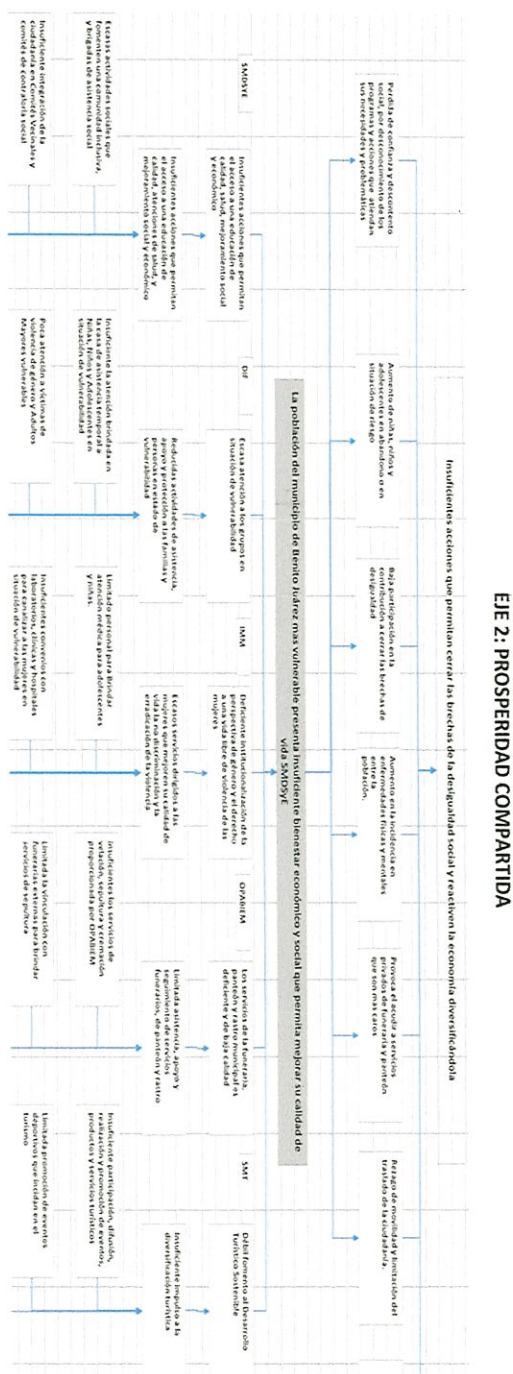 EJE 2: PROSPERIDAD COMPARTIDA
Insuficientes acciones que permitan cerrar las brechas de la desigualdad social y reactiven la economía diversificándola
Perdida de confianza y descontento
social, por desconocimiento de los
programas y acciones que atiendan
sus necesidades y problemáticas
Aumento de niñas, niños y
adolescentes en abandono o en
situación de riesgo
Baja participación en la
contribución a cerrar las brechas de
desigualdad
Aumento en la incidencia en
enfermedades físicas y mentales
entre la
población.
Provoca el acudir a servicios
privados de funeraria y panteón
que son mas caros
Rezago de movilidad y limitación del
traslado de la ciudadanía.
La población del municipio de Benito Juárez mas vulnerable presenta insuficiente bienestar económico y social que permita mejorar su calidad de
vida SMDSyE
SMDSYE
Insuficientes acciones que permitan
el acceso a una educación de
calidad, salud, mejoramiento social
y económico
DIF
Escasa atención a los grupos en
situación de vulnerabilidad
IMM
Deficiente institucionalización de la
perspectiva de género y el derecho
a una vida libre de violencia de las
mujeres
OPABIEM
Los servicios de la funeraria,
panteón y rastro municipal es
deficiente y de baja calidad
SMT
Débil fomento al Desarrollo
Turístico Sostenible
Insuficientes acciones que permitan
el acceso a una educación de
calidad, atenciones de salud, y
mejoramiento social y económico
Reducidas actividades de asistencia,
apoyo y protección a las familias y
personas en estado de
vulnerabilidad
Escasos servicios dirigidos a las
mujeres que mejoren su calidad de
vida la no discriminación y la
erradicación de la violencia
Limitada asistencia, apoyo y
seguimiento de servicios
funerarios, de panteón y rastro
Insuficiente impulso a la
diversificación turística
Escasas actividades sociales que
fomenten una comunidad inclusiva,
y brigadas de asistencia social
Insuficiente la atención brindada en
la casa de asistencia temporal a
Niñas, Niños y Adolescentes en
situación de vulnerabilidad
Limitado personal para Brindar
atención médica para adolescentes
y niñas.
Insuficientes los servicios de
velación, sepultura y cremación
proporcionada por OPABIEM
Insuficiente participación, difusión,
realización y promoción de eventos,
productos y servicios turísticos
Insuficiente integración de la
ciudadanía en Comités Vecinales y
comités de contraloría social
Poca atención a víctimas de
violencia de género y Adultos
Mayores vulnerables
Insuficientes convenios con
laboratorios, clínicas y hospitales
para canalizar a las mujeres en
situación de vulnerabilidad
Limitada la vinculación con
funerarias externas para brindar
servicios de sepultura
Limitada promoción de eventos
deportivos que incidan en el
turismo